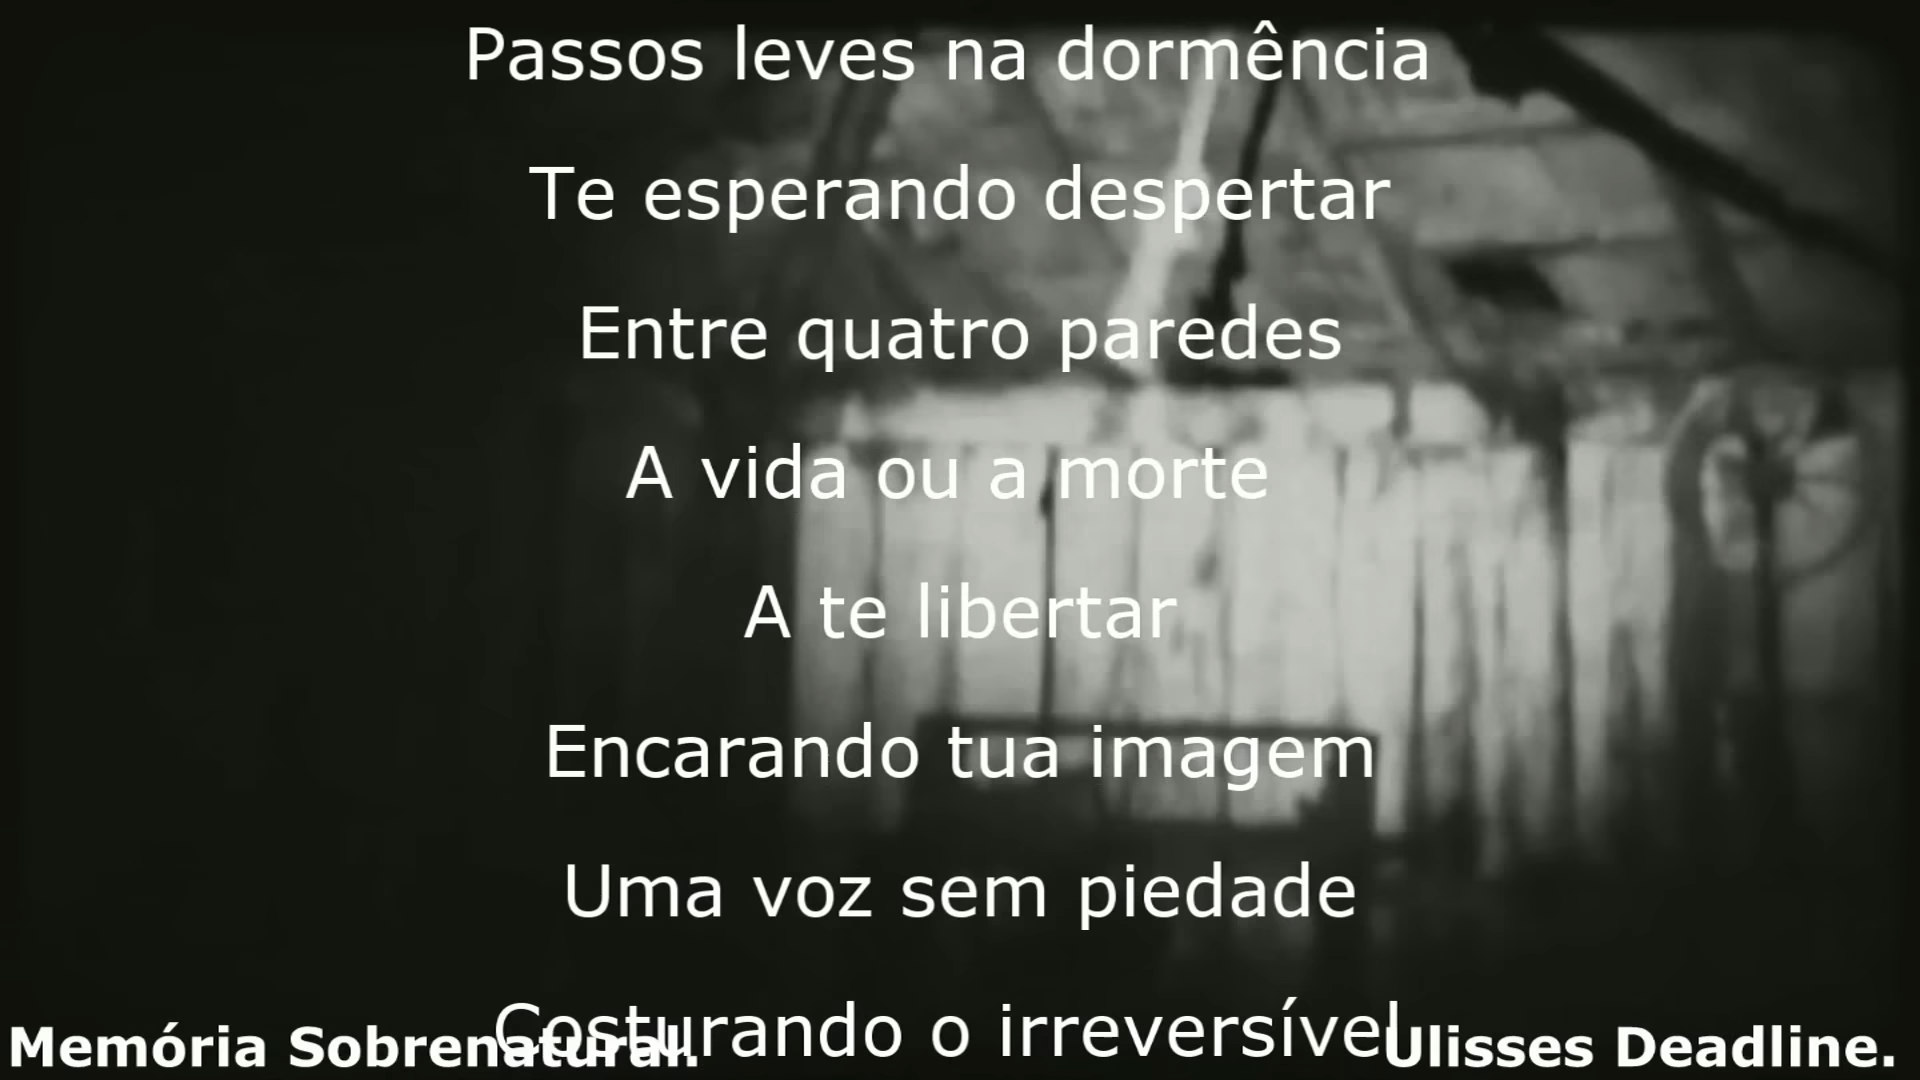 Passos leves na dormência
Te esperando despertar
Entre quatro paredes
A vida ou a morte
A te libertar
Encarando tua imagem
Uma voz sem piedade
Costurando o irreversível
Memória Sobrenatural.
Ulisses Deadline.